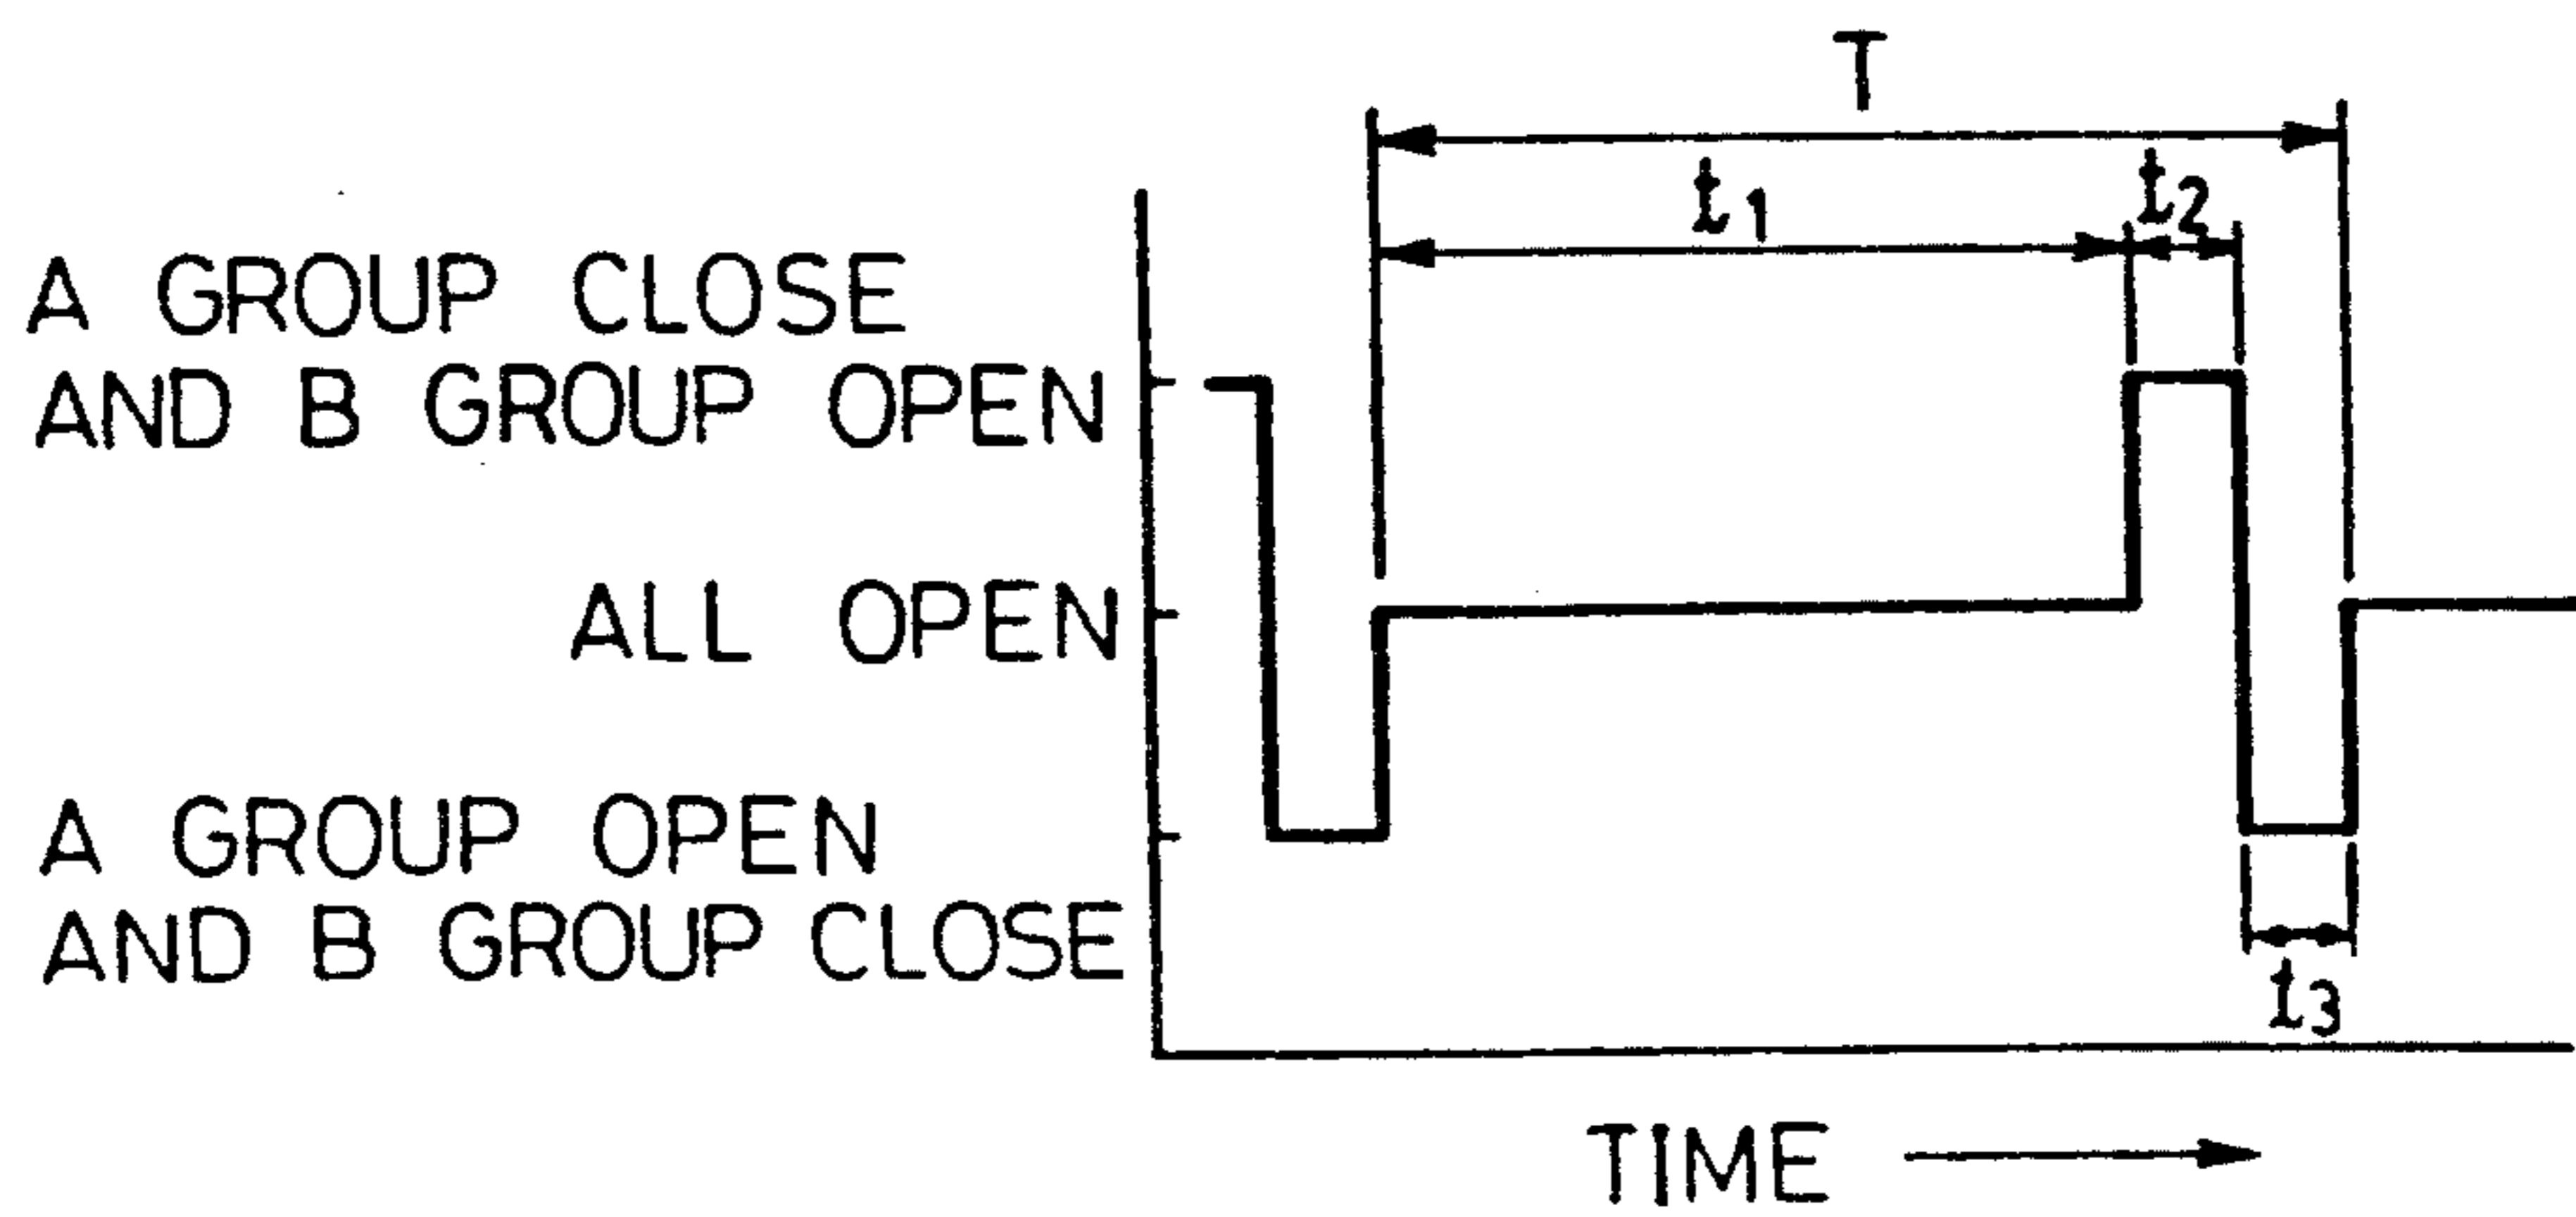 T
t1
t2
A GROUP CLOSE
AND B GROUP OPEN
ALL OPEN
A GROUP OPEN
AND B GROUP CLOSE
t3
TIME